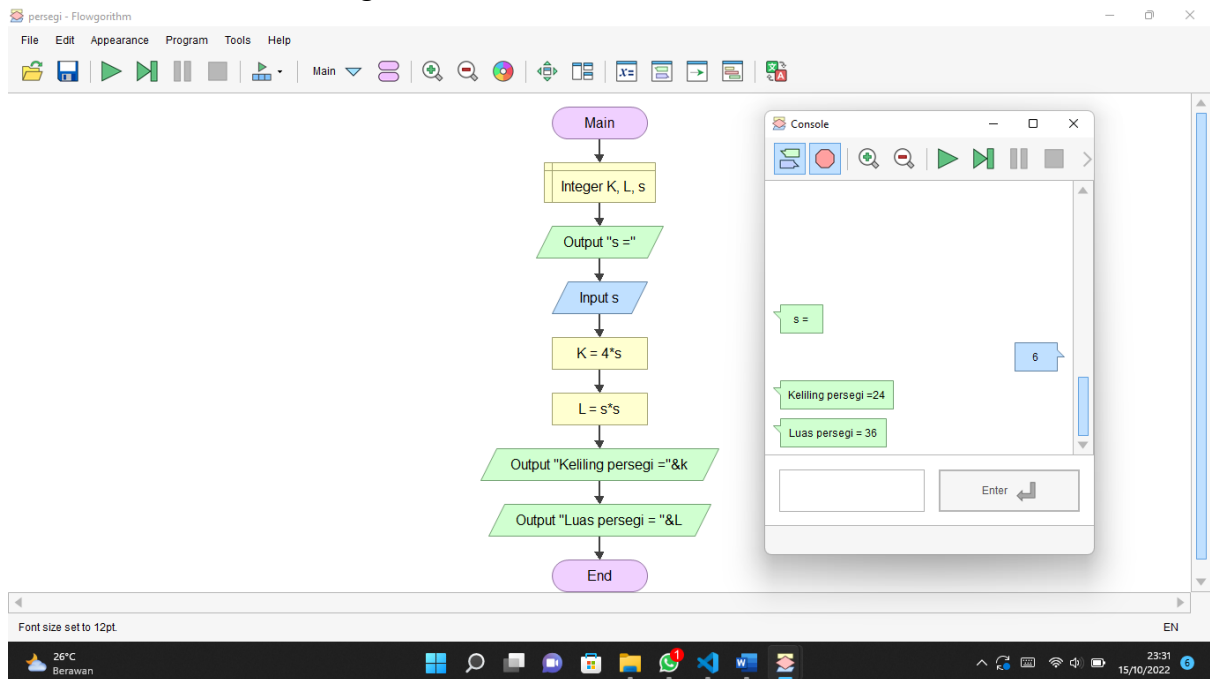 persegi - Flowgorithm
File Edit Appearance Program Tools Help
Main
Main
Integer K, L, s
Output "s ="
Input s
K = 4*s
L = s*s
Output "Keliling persegi ="&k
Output "Luas persegi = "&L
End
Console
s =
6
Keliling persegi =24
Luas persegi = 36
Enter
Font size set to 12pt.
EN
26°C
Berawan
1
23:31
15/10/2022
6